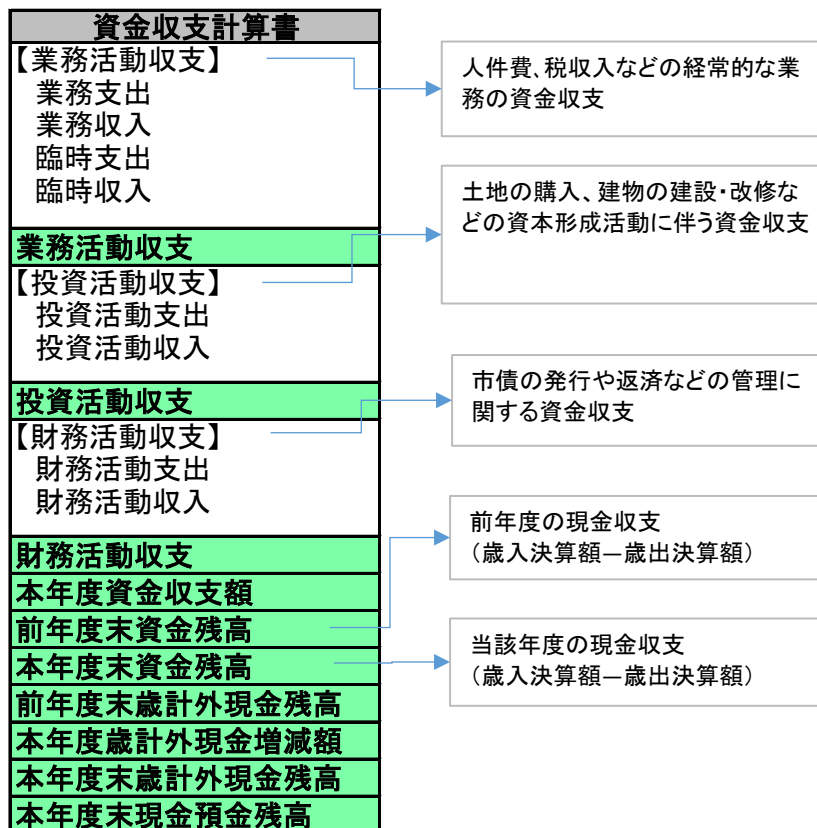 資金収支計算書
【業務活動収支】
業務支出
業務収入
臨時支出
臨時収入
業務活動収支
【投資活動収支】
投資活動支出
投資活動収入
投資活動収支
【財務活動収支】
財務活動支出
財務活動収入
財務活動収支
本年度資金収支額
前年度末資金残高
本年度末資金残高
前年度末歳計外現金残高
本年度歳計外現金増減額
本年度末歳計外現金残高
本年度末現金預金残高
人件費、税収入などの経常的な業
務の資金収支
土地の購入、建物の建設・改修な
どの資本形成活動に伴う資金収支
市債の発行や返済などの管理に
関する資金収支
前年度の現金収支
（歳入決算額―歳出決算額）
当該年度の現金収支
（歳入決算額―歳出決算額）